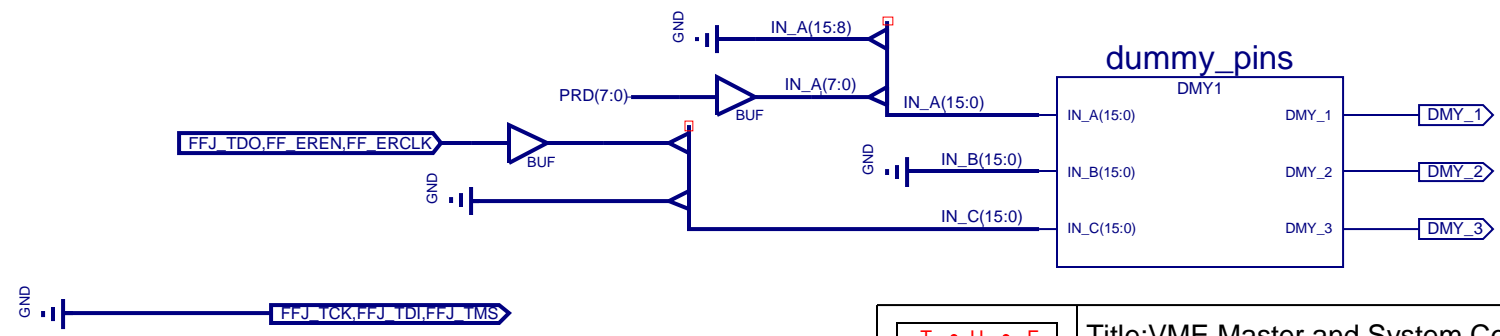 GND
IN_A(15:8)
dummy_pins
DMY1
PRD(7:0)
BUF
IN_A(7:0)
IN_A(15:0)
IN_A(15:0)
DMY_1
DMY_1
FFJ_TDO,FF_EREN,FF_ERCLK
BUF
GND
IN_B(15:0)
IN_B(15:0)
DMY_2
DMY_2
GND
IN_C(15:0)
IN_C(15:0)
DMY_3
DMY_3
GND
FFJ_TCK,FFJ_TDI,FFJ_TMS
Title:VME Master and System Co